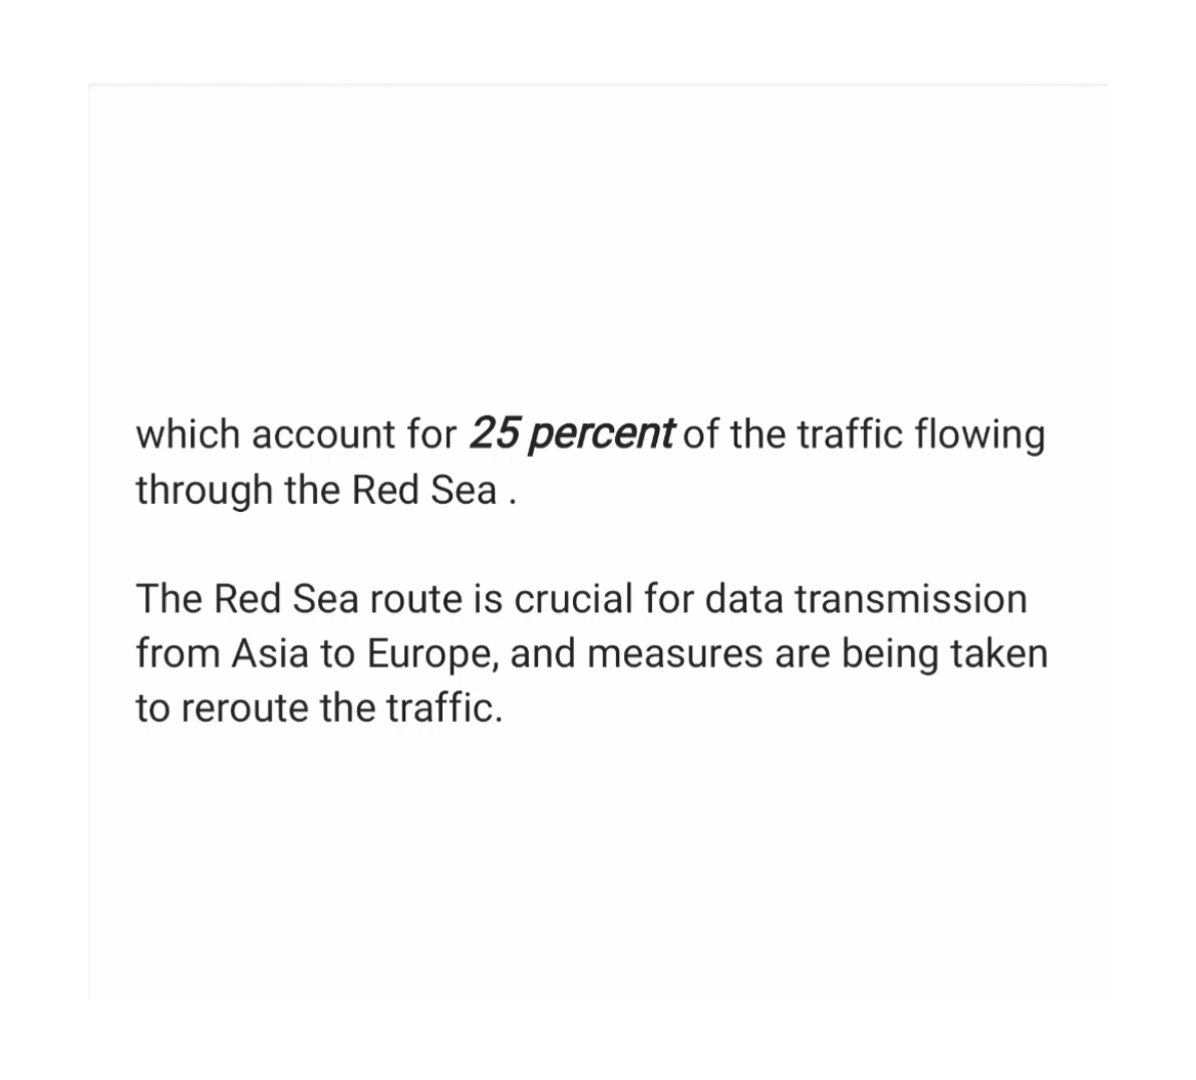 which account for 25 percent of the traffic flowing
through the Red Sea .
The Red Sea route is crucial for data transmission
from Asia to Europe, and measures are being taken
to reroute the traffic.